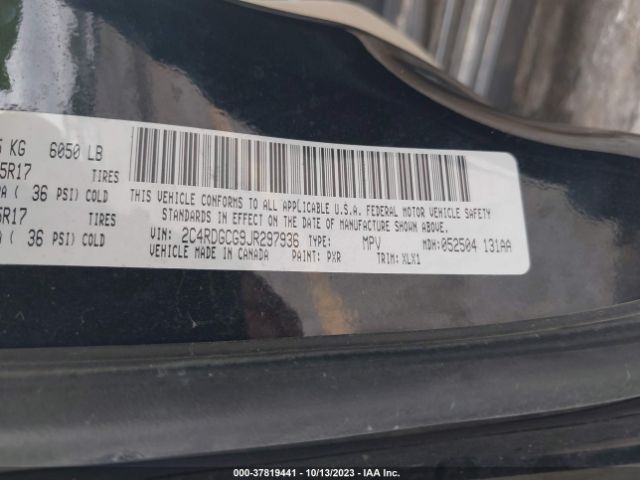 KG 6050 LB
5R17 TIRES
( 36 PSI) COLD
5R17 TIRES
( 36 PSI) COLD
THIS VEHICLE CONFORMS TO ALL APPLICABLE U.S.A. FEDERAL MOTOR VEHICLE SAFETY
STANDARDS IN EFFECT ON THE DATE OF MANUFACTURE SHOWN ABOVE.
VIN: 2C4RDGCG9JR297936 TYPE: MPV MDH: 052504 131AA
VEHICLE MADE IN CANADA PAINT: PXR TRIM: XLX1
000-37819441 - 10/13/2023 - IAA Inc.